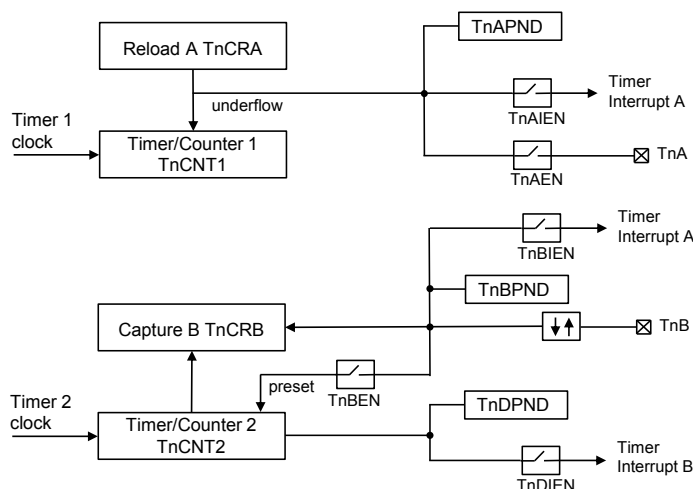 TnAPND
Reload A TnCRA
Timer
Interrupt A
underflow
TnAIEN
Timer 1
clock
Timer/Counter 1
TnCNT1
TnA
TnAEN
Timer
Interrupt A
TnBIEN
TnBPND
Capture B TnCRB
TnB
preset
TnBEN
Timer 2
clock
Timer/Counter 2
TnCNT2
TnDPND
Timer
Interrupt B
TnDIEN